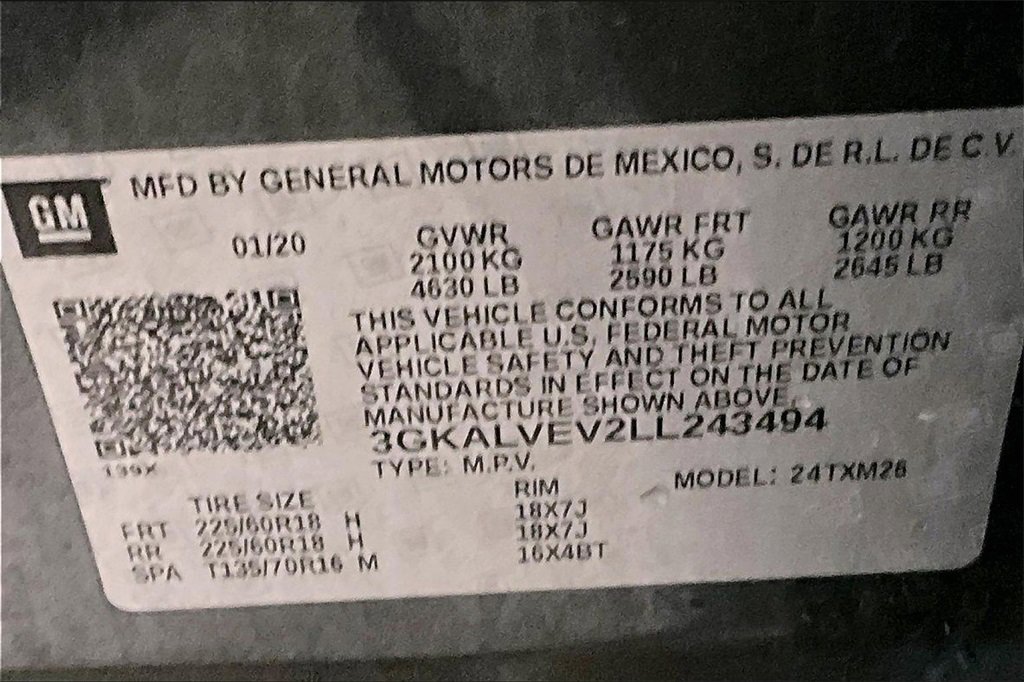 MFD BY GENERAL MOTORS DE MEXICO, S. DE R.L. DE C.V.
GM
01/20 GVWR GAWR FRT GAWR RR
2100 KG 1175 KG 1200 KG
4630 LB 2590 LB 2645 LB
THIS VEHICLE CONFORMS TO ALL
APPLICABLE U.S. FEDERAL MOTOR
VEHICLE SAFETY AND THEFT PREVENTION
STANDARDS IN EFFECT ON THE DATE OF
MANUFACTURE SHOWN ABOVE.
3GKALVEV2LL243494
TYPE: M.P.V. MODEL: 24TXM26
TIRE SIZE RIM
FRT 225/60R18 H 18X7J
RR 225/60R18 H 18X7J
SPA T135/70R16 M 16X4BT